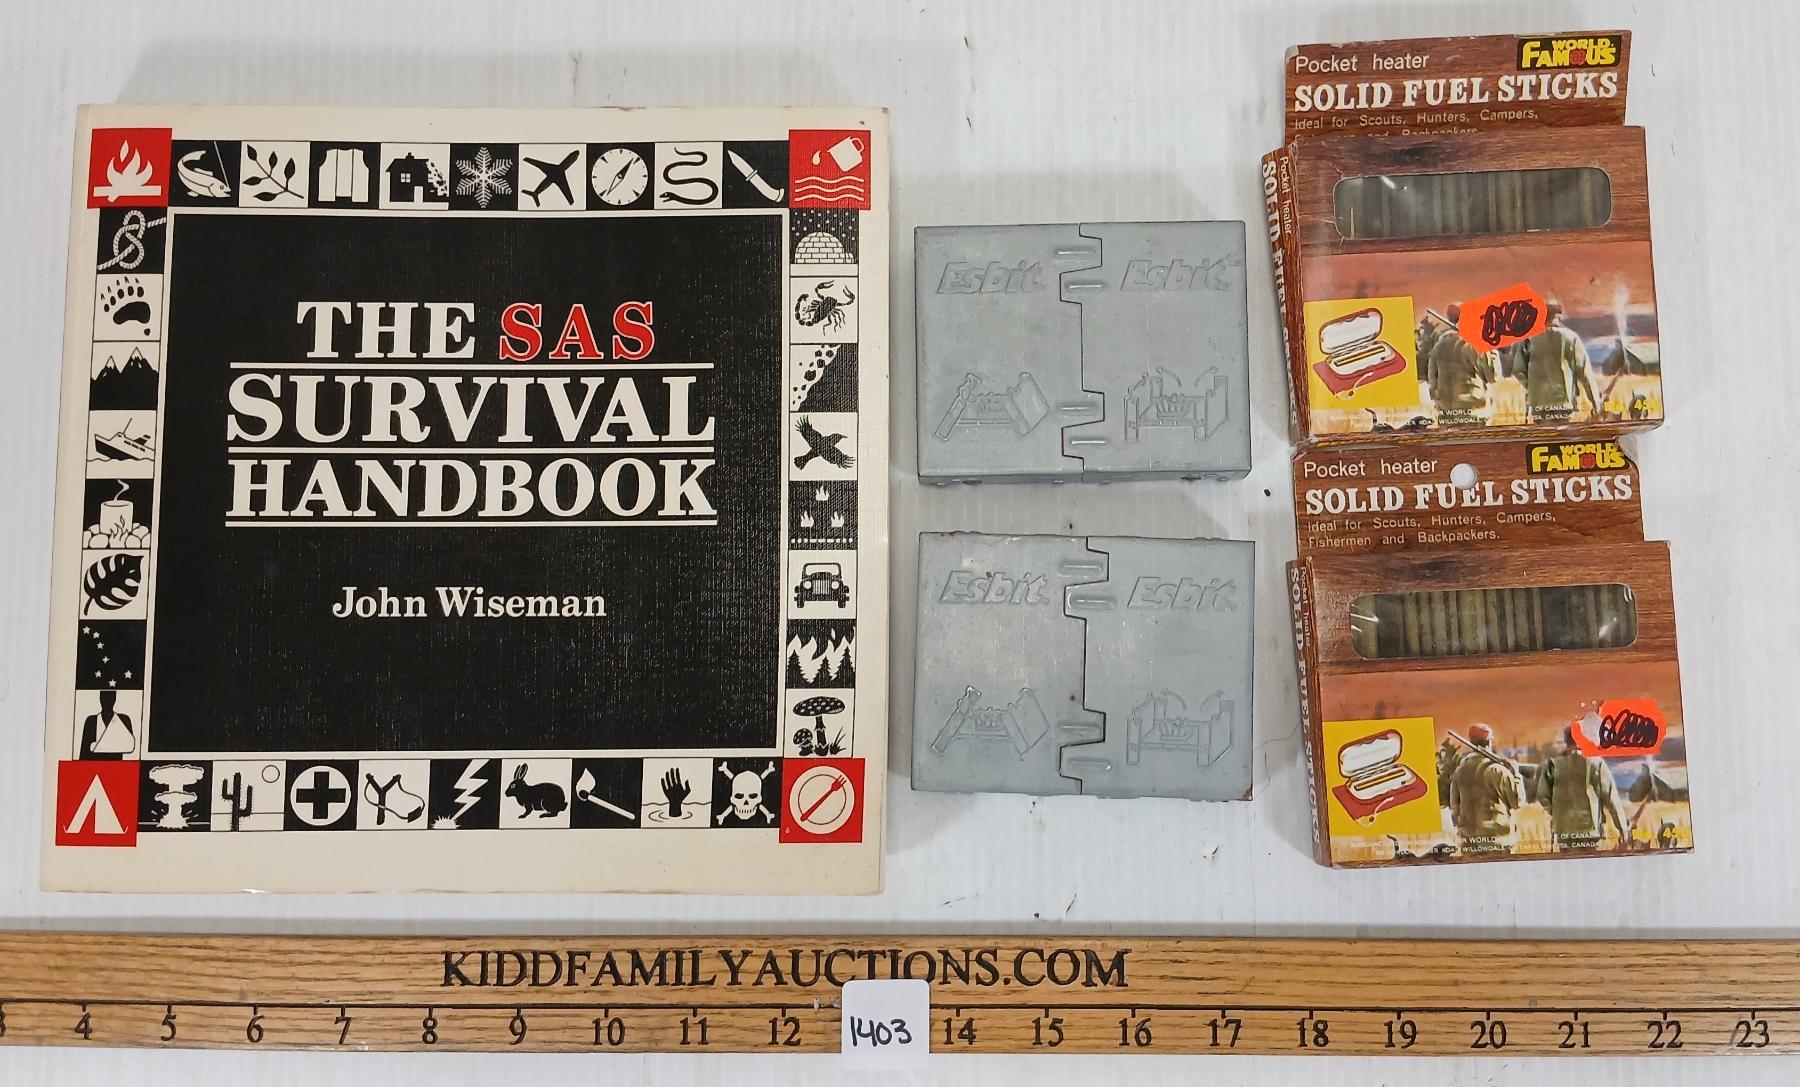 THE SAS
SURVIVAL
HANDBOOK
John Wiseman
Esbit Esbit
Esbit Esbit
Pocket heater
WORLD FAMOUS
SOLID FUEL STICKS
Ideal for Scouts, Hunters, Campers,
and Backpackers
Pocket heater
SOLID FUEL STICKS
Pocket heater
WORLD FAMOUS
SOLID FUEL STICKS
Ideal for Scouts, Hunters, Campers,
Fishermen and Backpackers.
Pocket heater
SOLID FUEL STICKS
KIDDFAMILYAUCTIONS.COM
3 4 5 6 7 8 9 10 11 12 14 15 16 17 18 19 20 21 22 23
1403